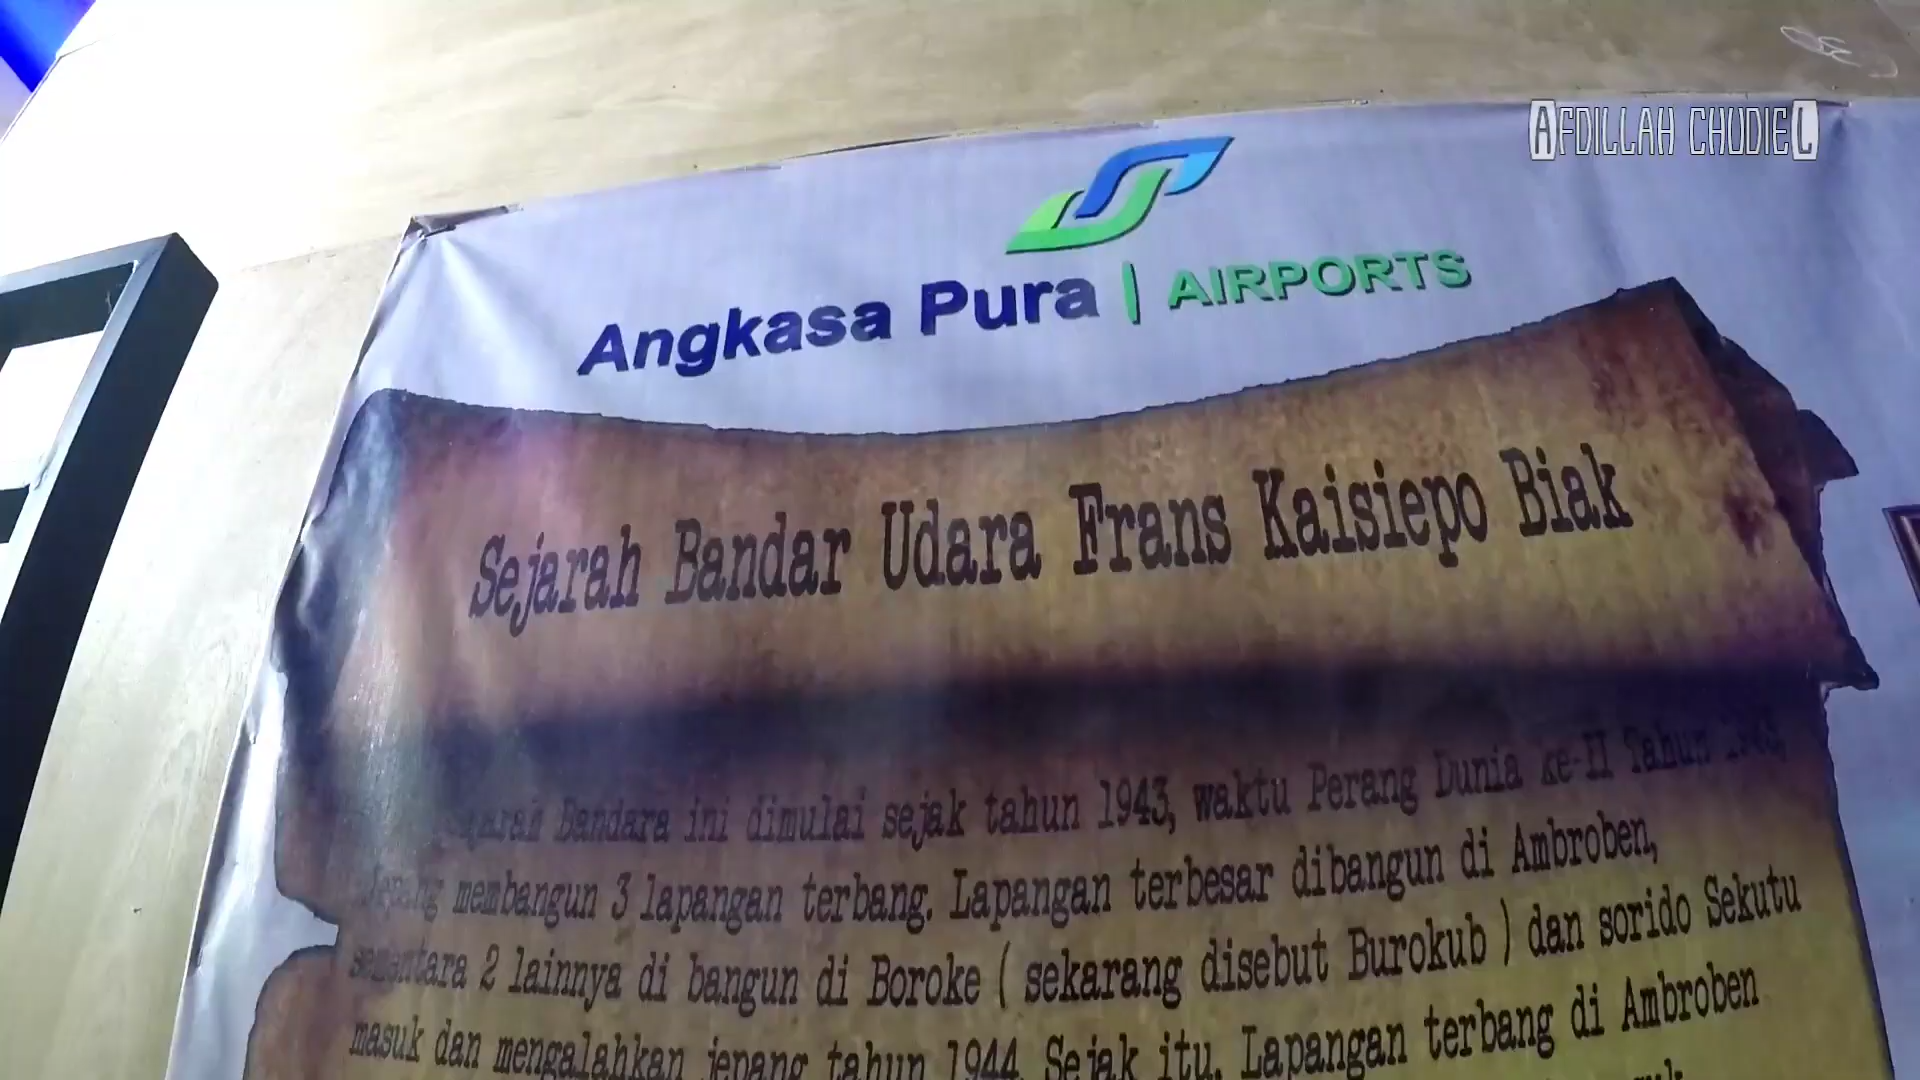 AFDILLAH CHUDIEL
Angkasa Pura | AIRPORTS
Sejarah Bandar Udara Frans Kaisiepo Biak
Bandara ini dimulai sejak tahun 1943, waktu Perang Dunia ke-II Tahun
Jepang membangun 3 lapangan terbang. Lapangan terbesar dibangun di Ambroben,
sementara 2 lainnya di bangun di Boroke ( sekarang disebut Burokub ) dan sorido Sekutu
masuk dan mengalahkan jepang tahun 1944. Sejak itu, Lapangan terbang di Ambroben